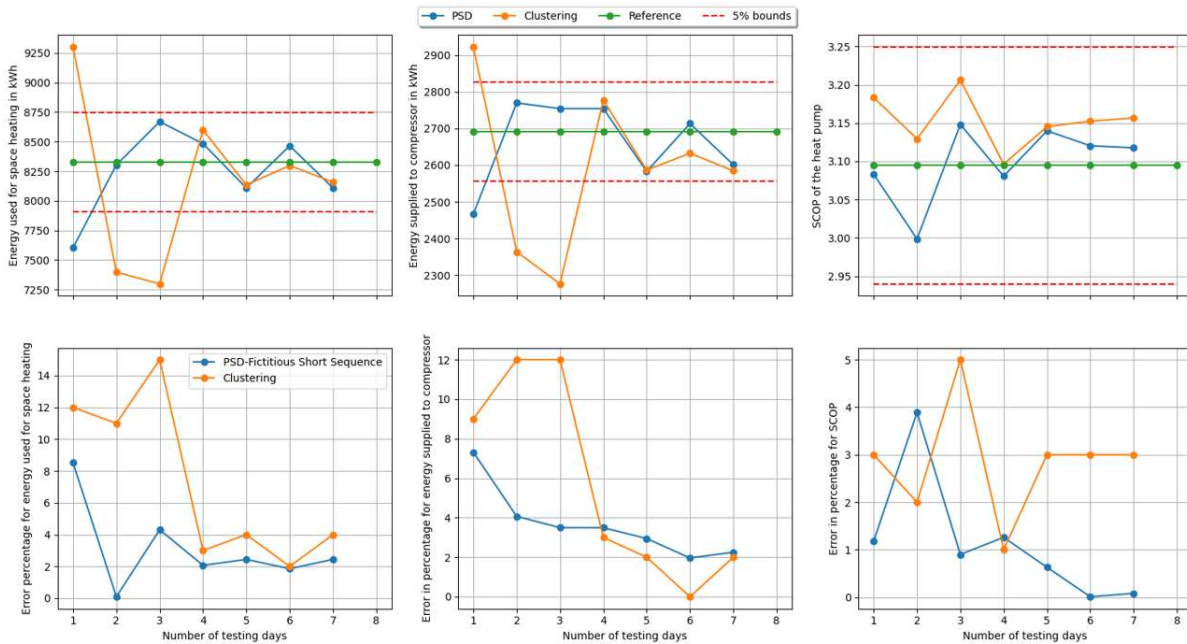 PSD Clustering Reference 5% bounds
Energy used for space heating in kWh
9250
9000
8750
8500
8250
8000
7750
7500
7250
Energy supplied to compressor in kWh
2900
2800
2700
2600
2500
2400
2300
SCOP of the heat pump
3.25
3.20
3.15
3.10
3.05
3.00
2.95
Error percentage for energy used for space heating
14
12
10
8
6
4
2
0
PSD-Fictitious Short Sequence
Clustering
1 2 3 4 5 6 7 8
Number of testing days
Error in percentage for energy supplied to compressor
12
10
8
6
4
2
0
1 2 3 4 5 6 7 8
Number of testing days
Error in percentage for SCOP
5
4
3
2
1
0
1 2 3 4 5 6 7 8
Number of testing days